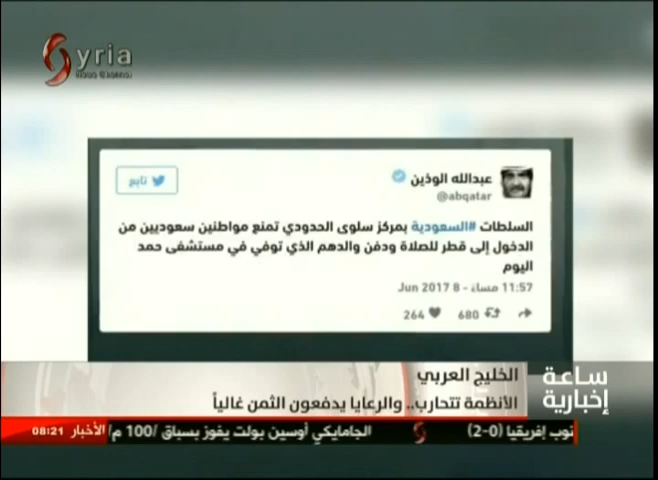 Syria
News Channel
عبدالله الوذين
@abqatar
تابع
السلطات #السعودية بمركز سلوى الحدودي تمنع مواطنين سعوديين من
الدخول إلى قطر للصلاة ودفن والدهم الذي توفي في مستشفى حمد
اليوم
11:57 مساءً - 8 Jun 2017
680 264
ساعة
إخبارية
الخليج العربي
الأنظمة تتحارب.. والرعايا يدفعون الثمن غالياً
نوب إفريقيا (0-2) الجامايكي أوسين بولت يفوز بسباق /100 م/ الأخبار 08:21